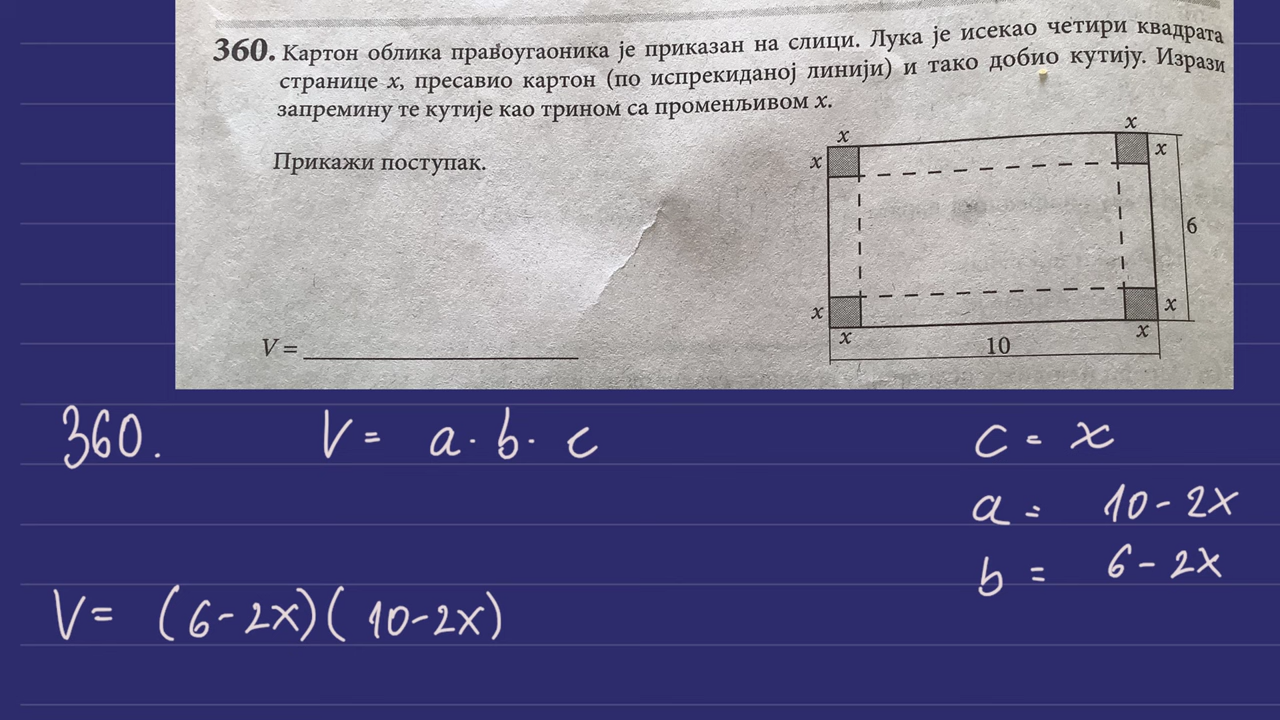 360. Картон облика правоугаоника је приказан на слици. Лука је исекао четири квадрата
странице x, пресавио картон (по испрекиданој линији) и тако добио кутију. Изрази
запремину те кутије као трином са променљивом x.
Прикажи поступак.
x
x
x
x
6
x
x
x
x
10
V = ____________________
360.
V = a · b · c
c = x
a = 10 - 2x
b = 6 - 2x
V = (6 - 2x)(10 - 2x)